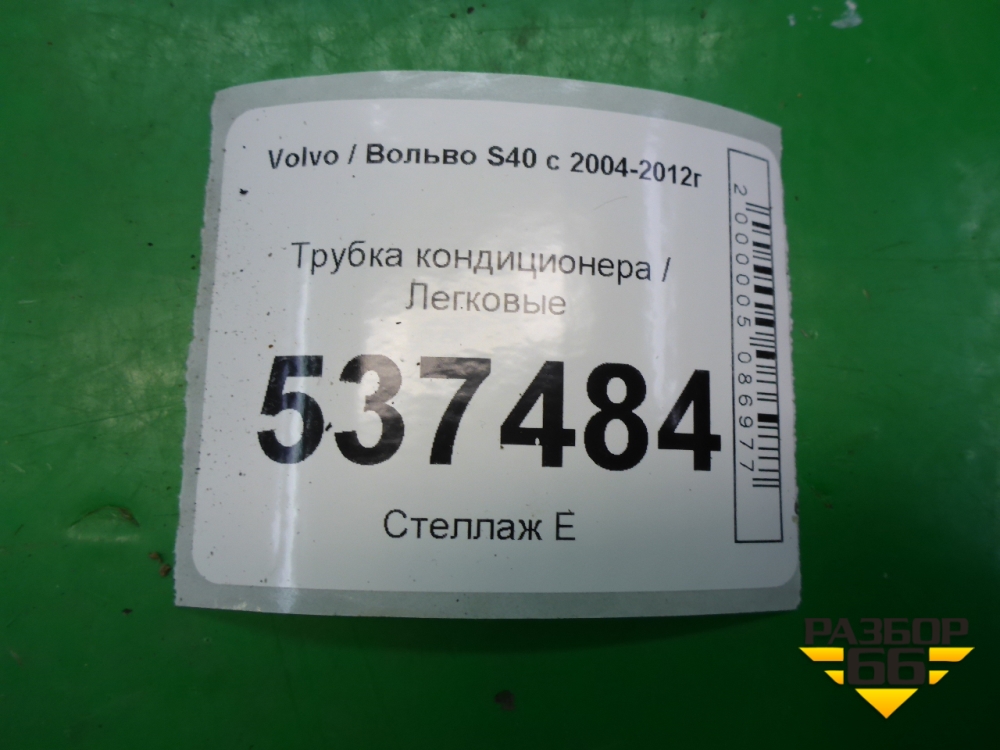 Volvo / Вольво S40 с 2004-2012г
Трубка кондиционера /
Легковые
537484
Стеллаж Е
2000005086977
РАЗБОР
66